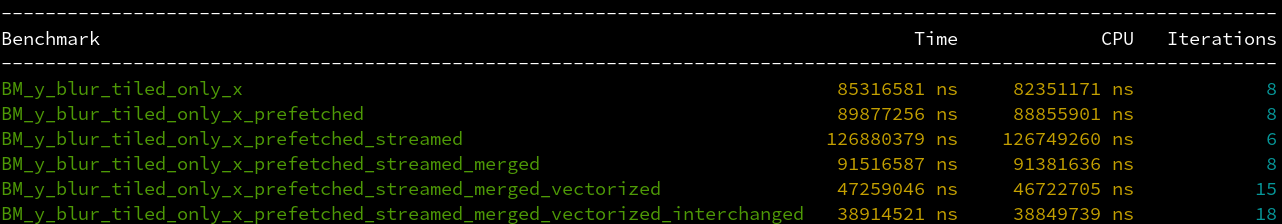 Benchmark Time CPU Iterations
BM_y_blur_tiled_only_x 85316581 ns 82351171 ns 8
BM_y_blur_tiled_only_x_prefetched 89877256 ns 88855901 ns 8
BM_y_blur_tiled_only_x_prefetched_streamed 126880379 ns 126749260 ns 6
BM_y_blur_tiled_only_x_prefetched_streamed_merged 91516587 ns 91381636 ns 8
BM_y_blur_tiled_only_x_prefetched_streamed_merged_vectorized 47259046 ns 46722705 ns 15
BM_y_blur_tiled_only_x_prefetched_streamed_merged_vectorized_interchanged 38914521 ns 38849739 ns 18